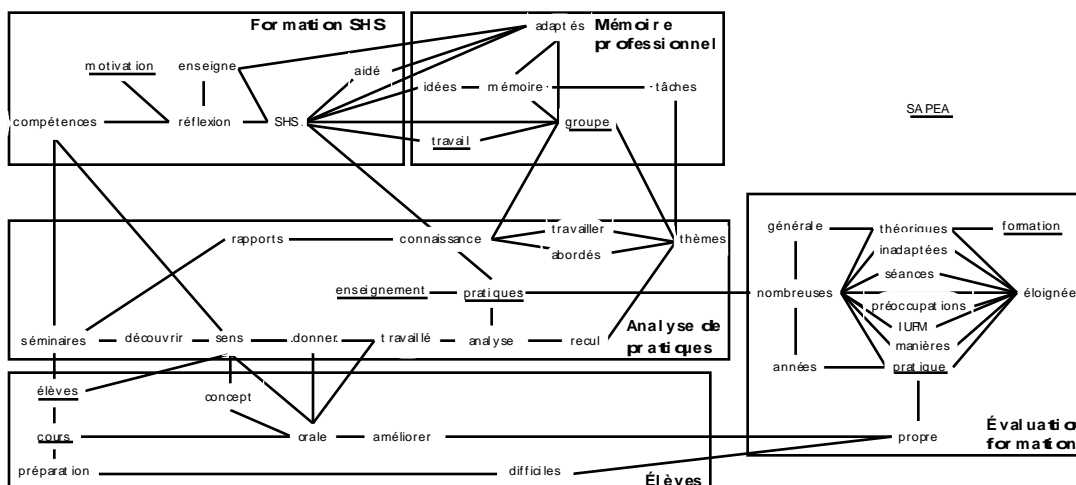 Formation SHS
Mémoire
professionnel
adaptés
motivation
enseigne
aidé
idées
mémoire
tâches
compétences
réflexion
SHS.
travail
groupe
SAPEA
rapports
connaissance
travailler
abordés
thèmes
enseignement
pratiques
séminaires
découvrir
sens
donner
travaillé
analyse
recul
Analyse de
pratiques
générale
théoriques
formation
inadaptées
séances
nombreuses
préoccupations
éloignée
IUFM
manières
années
pratique
propre
Évaluation
formation
élèves
concept
cours
orale
améliorer
préparation
difficiles
Élèves